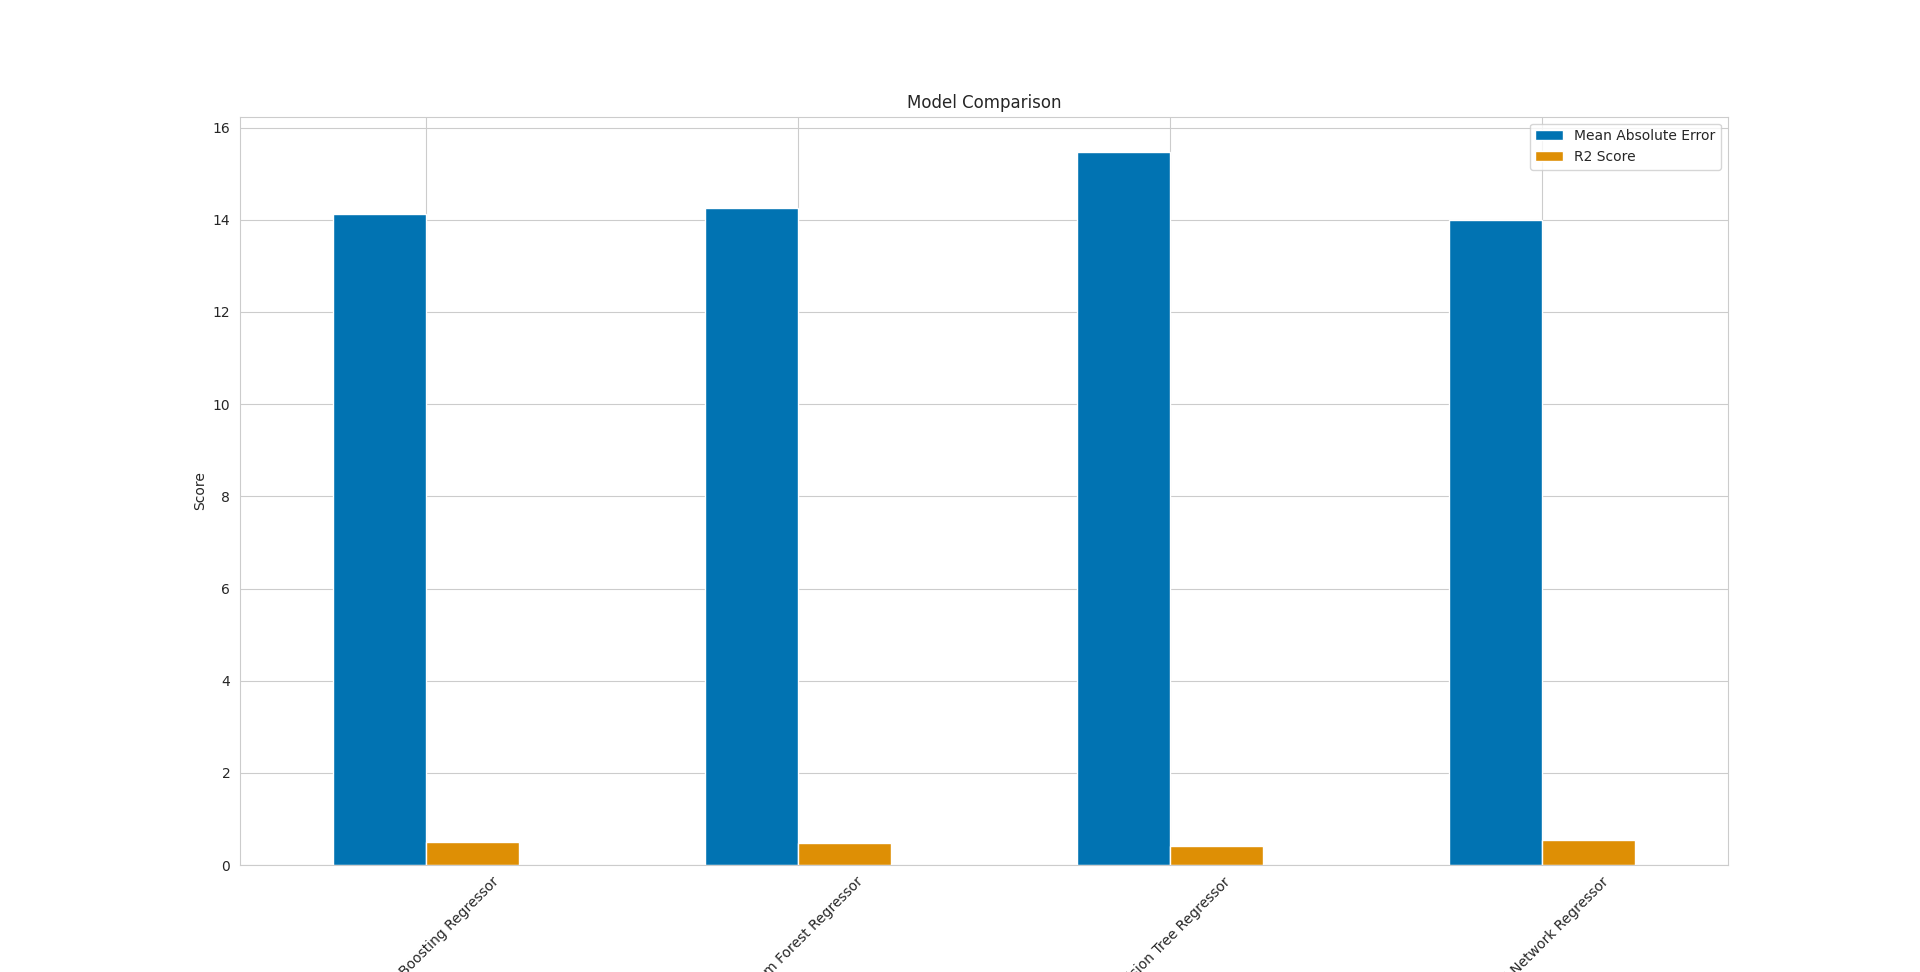 Model Comparison
Mean Absolute Error
R2 Score
Score
16
14
12
10
8
6
4
2
0
Boosting Regressor
m Forest Regressor
sion Tree Regressor
Network Regressor